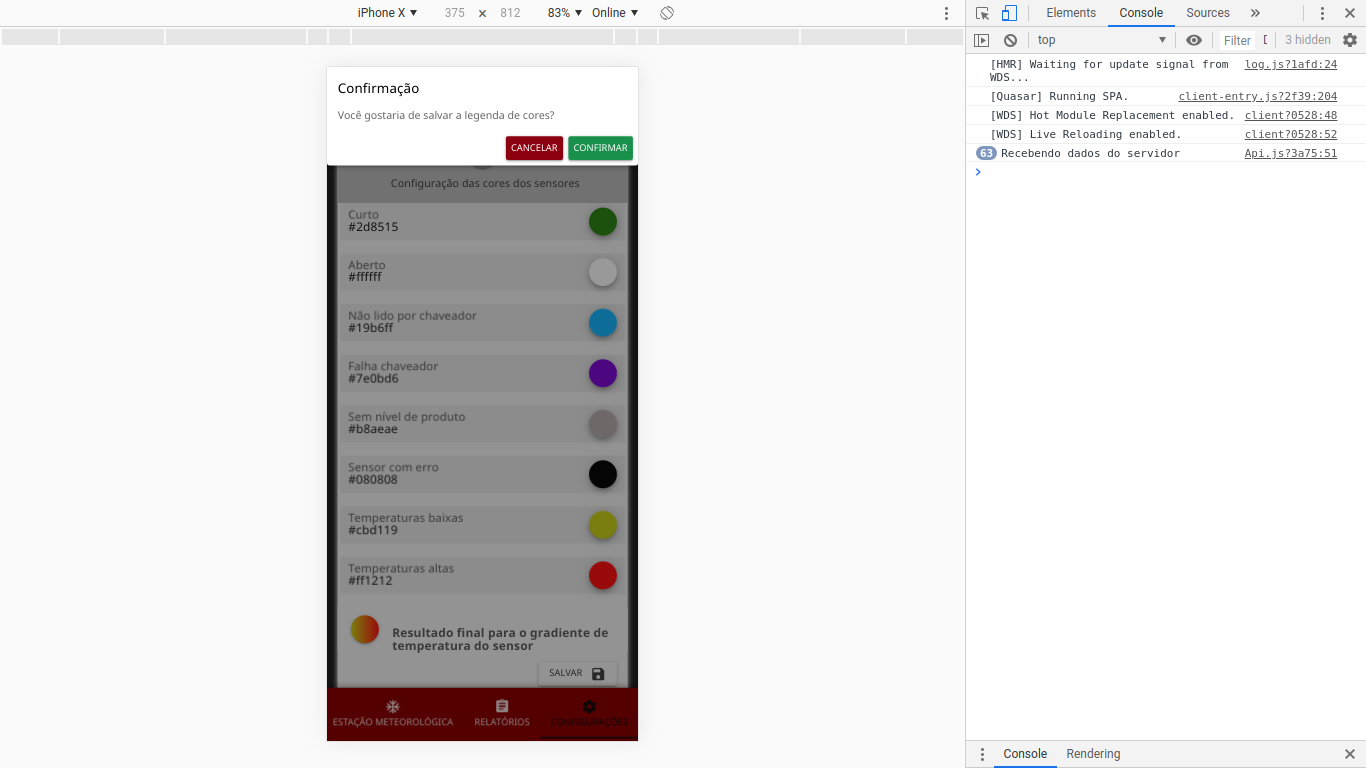 iPhone X ▼ 375 × 812 83% ▼ Online ▼
Elements Console Sources »
top ▼ Filter 3 hidden
[HMR] Waiting for update signal from log.js?1afd:24
WDS...
[Quasar] Running SPA. client-entry.js?2f39:204
[WDS] Hot Module Replacement enabled. client?0528:48
[WDS] Live Reloading enabled. client?0528:52
63 Recebendo dados do servidor Api.js?3a75:51
Confirmação
Você gostaria de salvar a legenda de cores?
CANCELAR CONFIRMAR
Configuração das cores dos sensores
Curto
#2d8515
Aberto
#ffffff
Não lido por chaveador
#19b6ff
Falha chaveador
#7e0bd6
Sem nível de produto
#b8aeae
Sensor com erro
#080808
Temperaturas baixas
#cbd119
Temperaturas altas
#ff1212
Resultado final para o gradiente de
temperatura do sensor
SALVAR
ESTAÇÃO METEOROLÓGICA RELATÓRIOS CONFIGURAÇÕES
Console Rendering